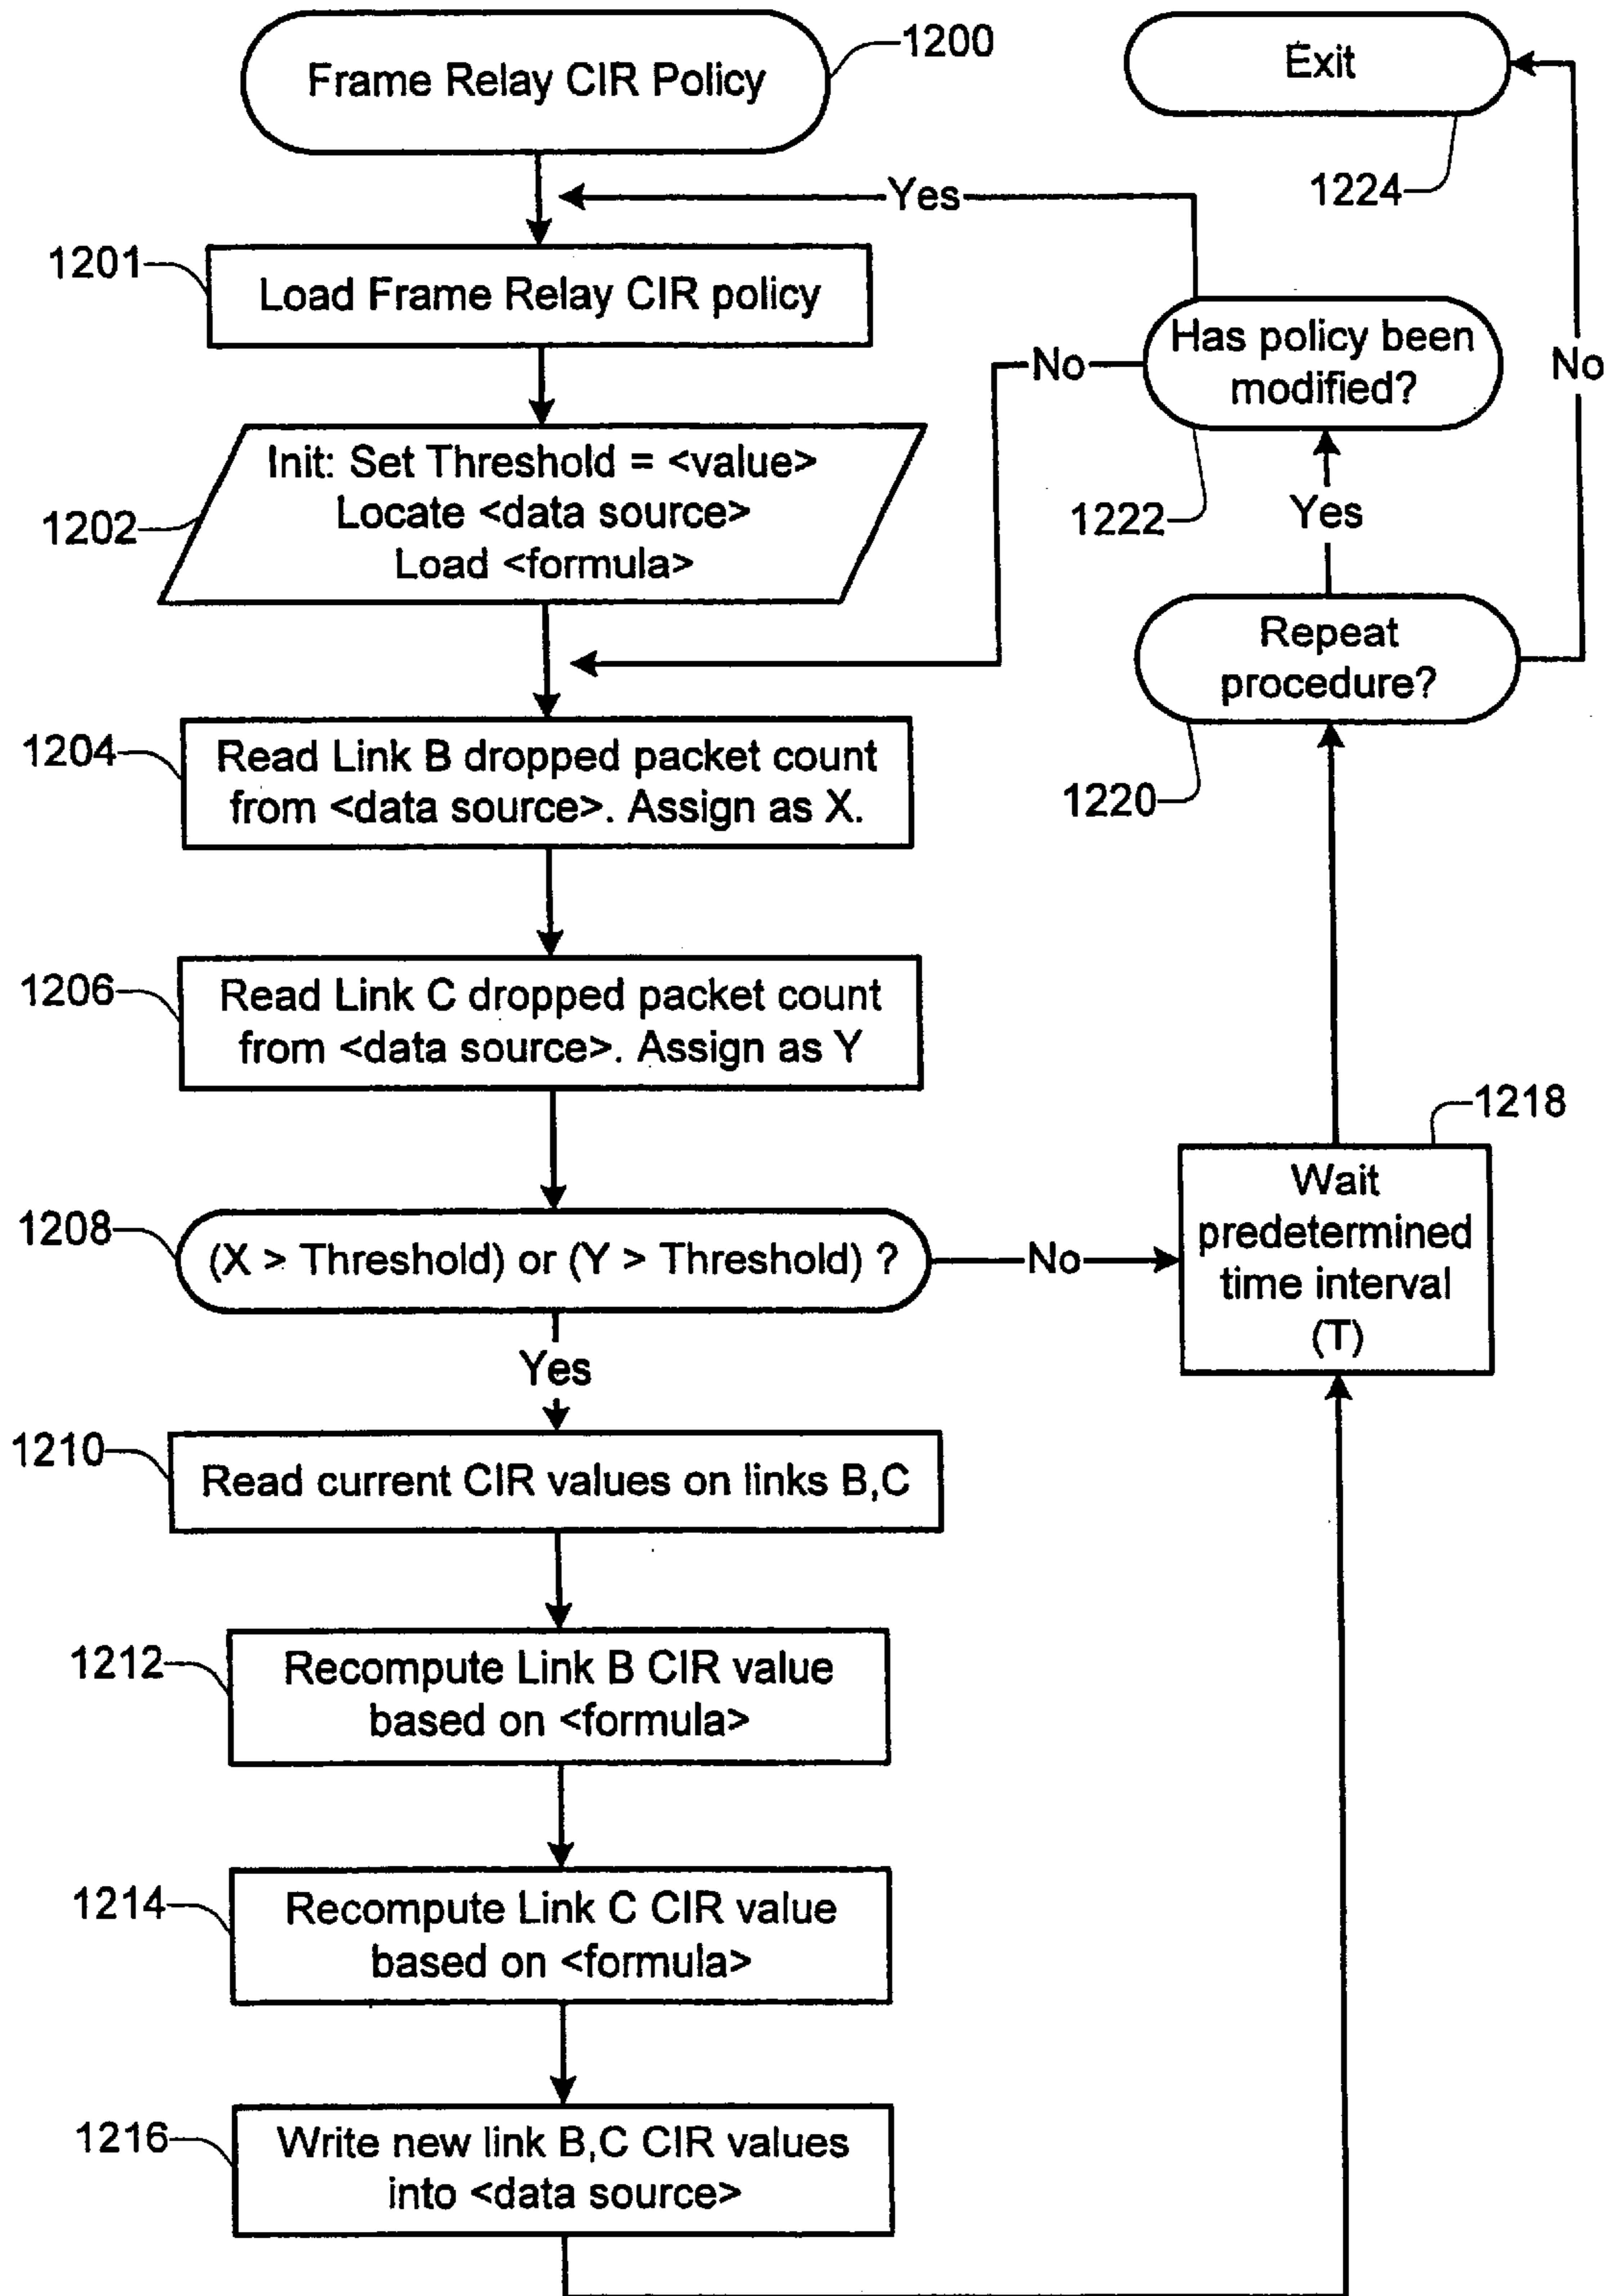 1200
Frame Relay CIR Policy
Exit
1224
Yes
1201
Load Frame Relay CIR policy
Has policy been
modified?
No
No
1222
Init: Set Threshold = <value>
Locate <data source>
Load <formula>
1202
Yes
Repeat
procedure?
1220
1204
Read Link B dropped packet count
from <data source>. Assign as X.
1206
Read Link C dropped packet count
from <data source>. Assign as Y
1208
(X > Threshold) or (Y > Threshold) ?
No
1218
Wait
predetermined
time interval
(T)
Yes
1210
Read current CIR values on links B,C
1212
Recompute Link B CIR value
based on <formula>
1214
Recompute Link C CIR value
based on <formula>
1216
Write new link B,C CIR values
into <data source>